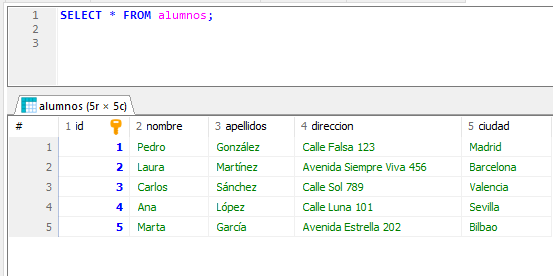 1 SELECT * FROM alumnos;
2
3
alumnos (5r × 5c)
# 1 id 2 nombre 3 apellidos 4 direccion 5 ciudad
1 1 Pedro González Calle Falsa 123 Madrid
2 2 Laura Martínez Avenida Siempre Viva 456 Barcelona
3 3 Carlos Sánchez Calle Sol 789 Valencia
4 4 Ana López Calle Luna 101 Sevilla
5 5 Marta García Avenida Estrella 202 Bilbao